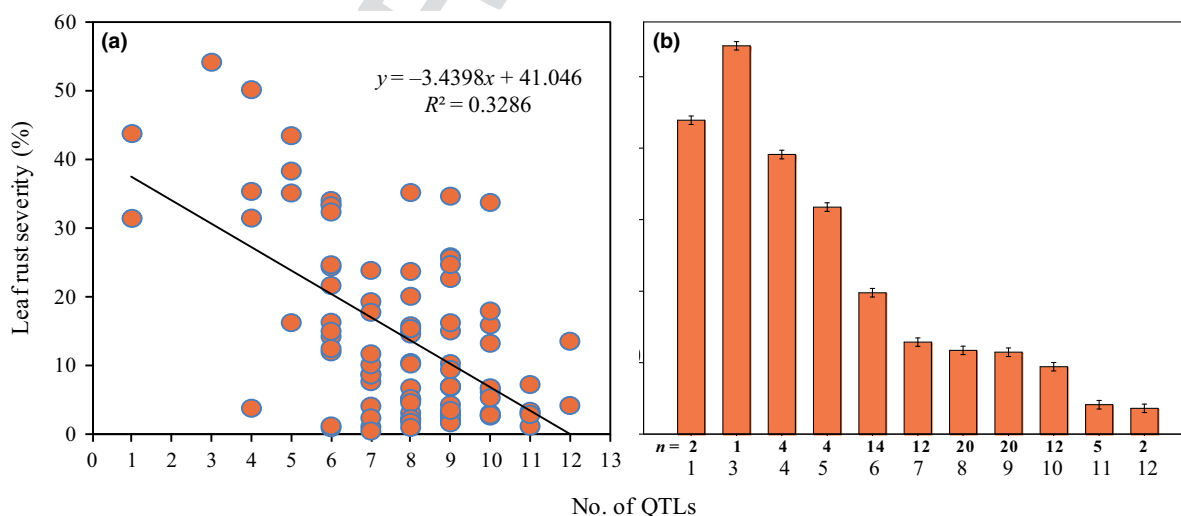 (a)
y = –3.4398x + 41.046
R² = 0.3286
Leaf rust severity (%)
60
50
40
30
20
10
0
0 1 2 3 4 5 6 7 8 9 10 11 12 13
(b)
n = 2 1 4 4 14 12 20 20 12 5 2
1 3 4 5 6 7 8 9 10 11 12
No. of QTLs